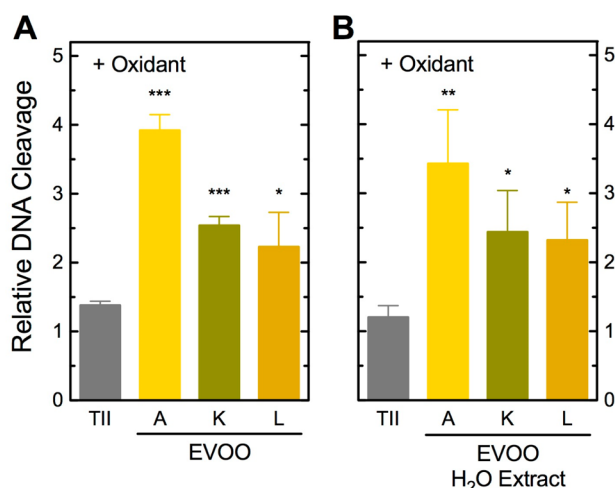 A
B
+ Oxidant
+ Oxidant
Relative DNA Cleavage
5
4
3
2
1
0
***
***
*
**
*
*
5
4
3
2
1
0
TII
A
K
L
TII
A
K
L
EVOO
EVOO
H₂O Extract